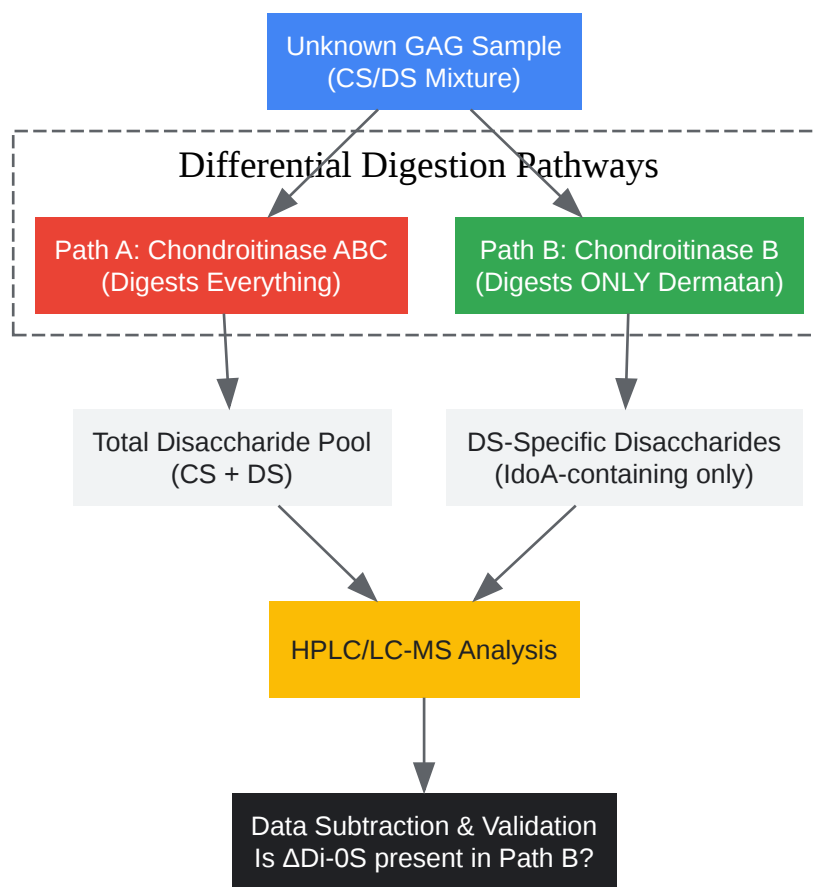 Unknown GAG Sample
(CS/DS Mixture)
Differential Digestion Pathways
Path A: Chondroitinase ABC
(Digests Everything)
Path B: Chondroitinase B
(Digests ONLY Dermatan)
Total Disaccharide Pool
(CS + DS)
DS-Specific Disaccharides
(IdoA-containing only)
HPLC/LC-MS Analysis
Data Subtraction & Validation
Is ΔDi-0S present in Path B?